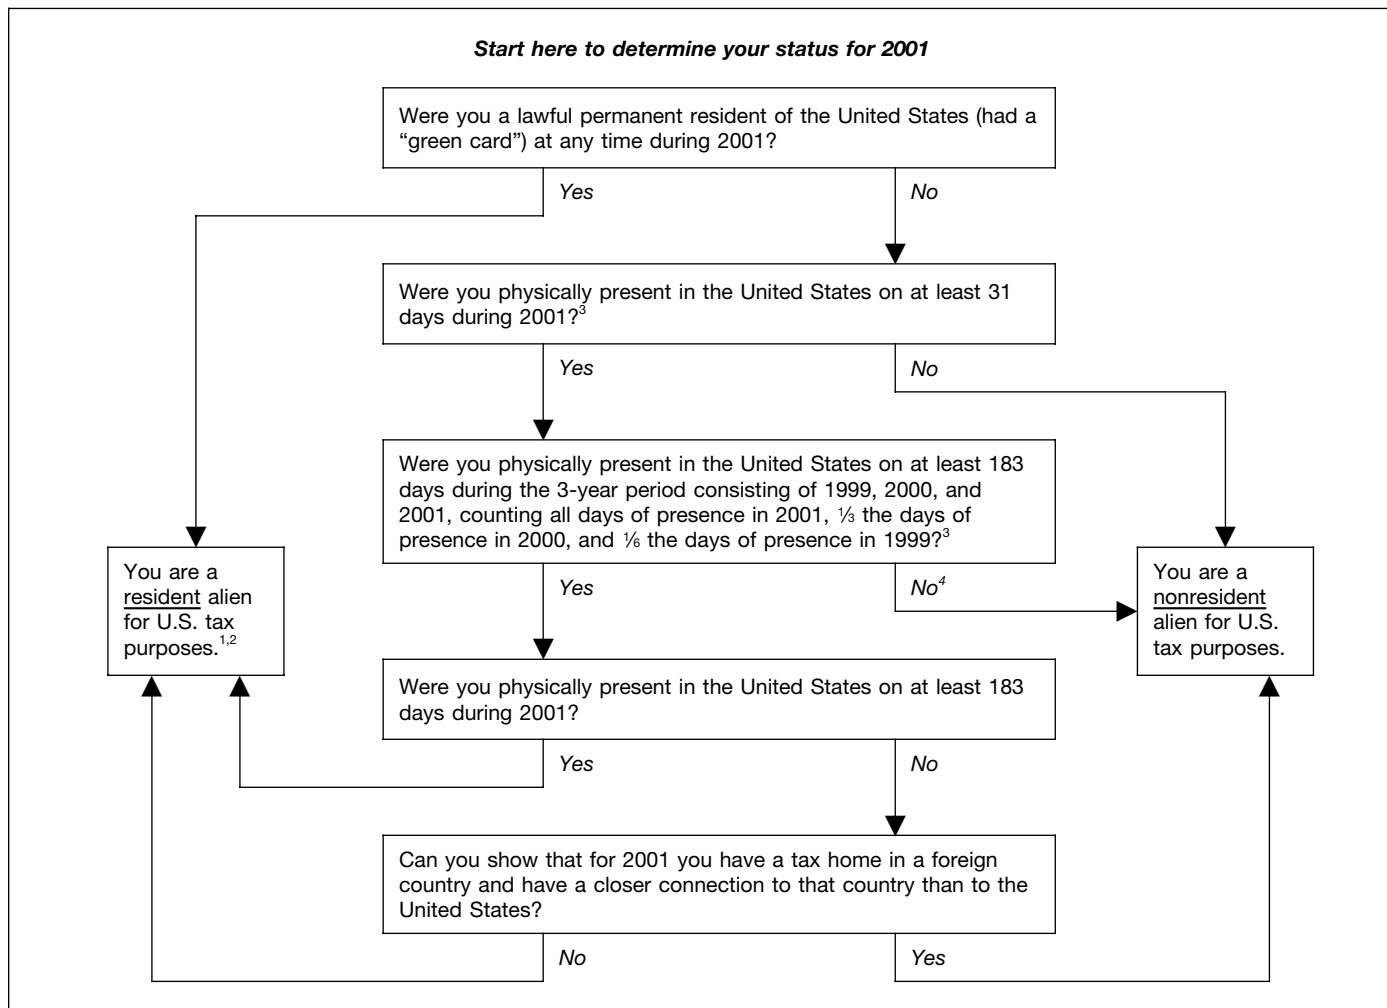 Start here to determine your status for 2001
Were you a lawful permanent resident of the United States (had a
“green card”) at any time during 2001?
Yes
No
Were you physically present in the United States on at least 31
days during 2001?³
Yes
No
Were you physically present in the United States on at least 183
days during the 3-year period consisting of 1999, 2000, and
2001, counting all days of presence in 2001, ⅓ the days of
presence in 2000, and ⅙ the days of presence in 1999?³
Yes
No⁴
You are a
resident alien
for U.S. tax
purposes.¹,²
You are a
nonresident
alien for U.S.
tax purposes.
Were you physically present in the United States on at least 183
days during 2001?
Yes
No
Can you show that for 2001 you have a tax home in a foreign
country and have a closer connection to that country than to the
United States?
No
Yes